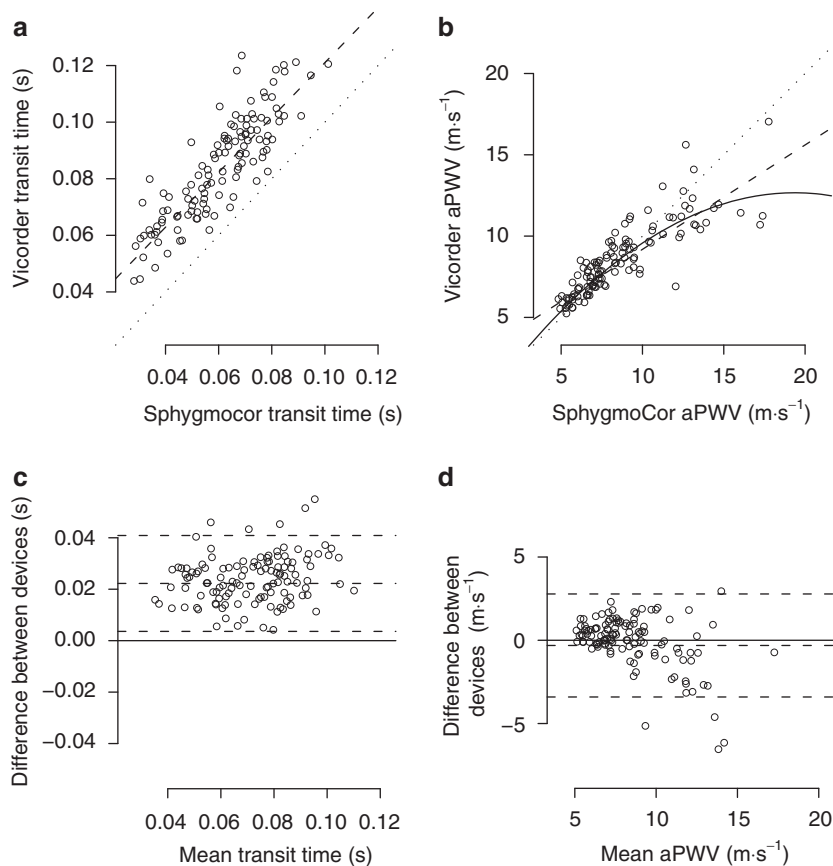 a
Vicorder transit time (s)
0.12
0.10
0.08
0.06
0.04
0.04 0.06 0.08 0.10 0.12
Sphygmocor transit time (s)
b
Vicorder aPWV (m·s⁻¹)
20
15
10
5
5 10 15 20
SphygmoCor aPWV (m·s⁻¹)
c
Difference between devices (s)
0.04
0.02
0.00
−0.02
−0.04
0.04 0.06 0.08 0.10 0.12
Mean transit time (s)
d
Difference between
devices (m·s⁻¹)
5
0
−5
5 10 15 20
Mean aPWV (m·s⁻¹)